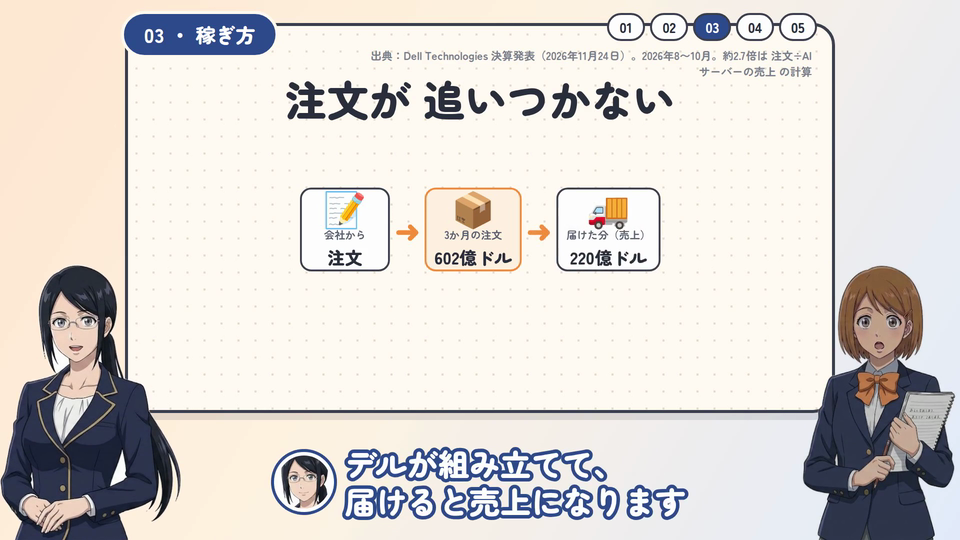 03 ・ 稼ぎ方
01 02 03 04 05
出典：Dell Technologies 決算発表（2026年11月24日）。2026年8〜10月。約2.7倍は 注文÷AI
サーバーの売上 の計算
注文が 追いつかない
会社から
注文
3か月の注文
602億ドル
届けた分（売上）
220億ドル
デルが組み立てて、
届けると売上になります